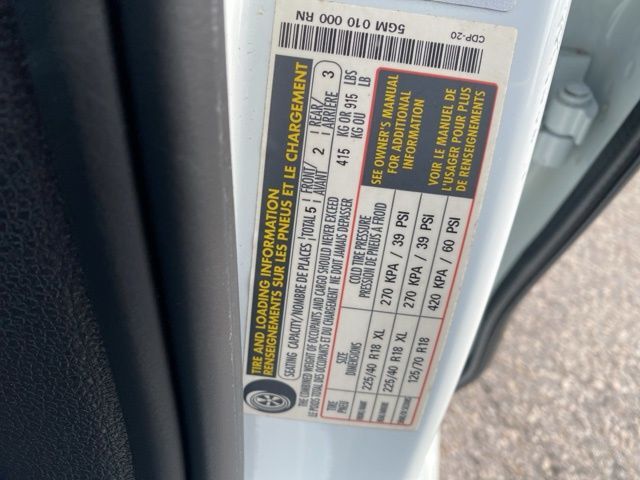 CDP-20
5GM 010 000 RN
TIRE AND LOADING INFORMATION
RENSEIGNEMENTS SUR LES PNEUS ET LE CHARGEMENT
SEATING CAPACITY/NOMBRE DE PLACES TOTAL 5 FRONT/AVANT 2 REAR/ARRIÈRE 3
THE COMBINED WEIGHT OF OCCUPANTS AND CARGO SHOULD NEVER EXCEED 415 KG OR 915 LBS
LE POIDS TOTAL DES OCCUPANTS ET DU CHARGEMENT NE DOIT JAMAIS DÉPASSER KG OU LB
TIRE
PNEU
SIZE
DIMENSIONS
COLD TIRE PRESSURE
PRESSION DE PNEUS À FROID
225/40 R18 XL 270 KPA / 39 PSI
225/40 R18 XL 270 KPA / 39 PSI
125/70 R18 420 KPA / 60 PSI
SEE OWNER'S MANUAL
FOR ADDITIONAL
INFORMATION
VOIR LE MANUEL DE
L'USAGER POUR PLUS
DE RENSEIGNEMENTS